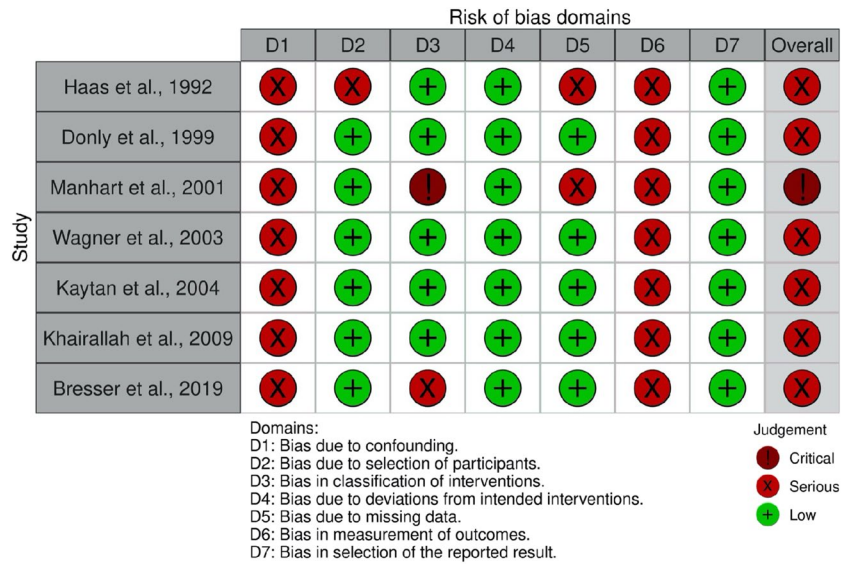 Risk of bias domains
D1 D2 D3 D4 D5 D6 D7 Overall
Study
Haas et al., 1992 X X + + X X + X
Donly et al., 1999 X + + + + X + X
Manhart et al., 2001 X + ! + X X + !
Wagner et al., 2003 X + + + + X + X
Kaytan et al., 2004 X + + + + X + X
Khairallah et al., 2009 X + + + + X + X
Bresser et al., 2019 X + X + + X + X
Domains:
D1: Bias due to confounding.
D2: Bias due to selection of participants.
D3: Bias in classification of interventions.
D4: Bias due to deviations from intended interventions.
D5: Bias due to missing data.
D6: Bias in measurement of outcomes.
D7: Bias in selection of the reported result.
Judgement
! Critical
X Serious
+ Low